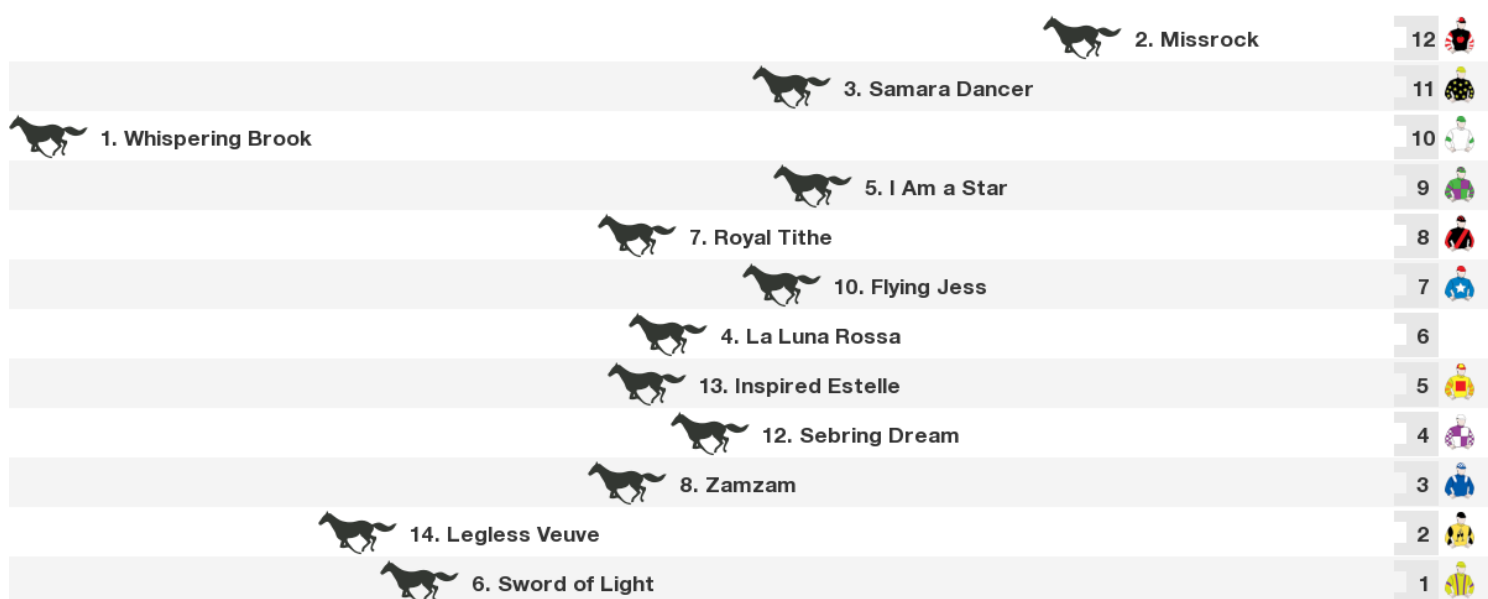 2. Missrock 12
3. Samara Dancer 11
1. Whispering Brook 10
5. I Am a Star 9
7. Royal Tithe 8
10. Flying Jess 7
4. La Luna Rossa 6
13. Inspired Estelle 5
12. Sebring Dream 4
8. Zamzam 3
14. Legless Veuve 2
6. Sword of Light 1